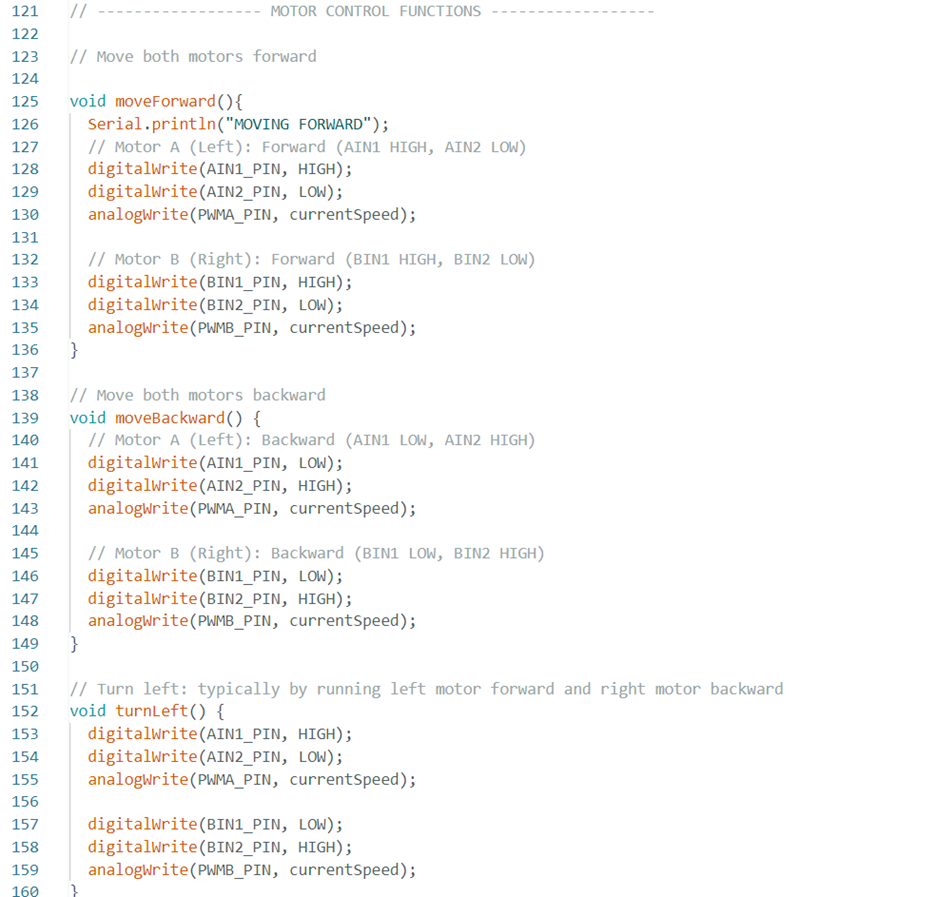 121 // ------------------ MOTOR CONTROL FUNCTIONS ------------------
122
123 // Move both motors forward
124
125 void moveForward(){
126   Serial.println("MOVING FORWARD");
127   // Motor A (Left): Forward (AIN1 HIGH, AIN2 LOW)
128   digitalWrite(AIN1_PIN, HIGH);
129   digitalWrite(AIN2_PIN, LOW);
130   analogWrite(PWMA_PIN, currentSpeed);
131
132   // Motor B (Right): Forward (BIN1 HIGH, BIN2 LOW)
133   digitalWrite(BIN1_PIN, HIGH);
134   digitalWrite(BIN2_PIN, LOW);
135   analogWrite(PWMB_PIN, currentSpeed);
136 }
137
138 // Move both motors backward
139 void moveBackward() {
140   // Motor A (Left): Backward (AIN1 LOW, AIN2 HIGH)
141   digitalWrite(AIN1_PIN, LOW);
142   digitalWrite(AIN2_PIN, HIGH);
143   analogWrite(PWMA_PIN, currentSpeed);
144
145   // Motor B (Right): Backward (BIN1 LOW, BIN2 HIGH)
146   digitalWrite(BIN1_PIN, LOW);
147   digitalWrite(BIN2_PIN, HIGH);
148   analogWrite(PWMB_PIN, currentSpeed);
149 }
150
151 // Turn left: typically by running left motor forward and right motor backward
152 void turnLeft() {
153   digitalWrite(AIN1_PIN, HIGH);
154   digitalWrite(AIN2_PIN, LOW);
155   analogWrite(PWMA_PIN, currentSpeed);
156
157   digitalWrite(BIN1_PIN, LOW);
158   digitalWrite(BIN2_PIN, HIGH);
159   analogWrite(PWMB_PIN, currentSpeed);
160 }